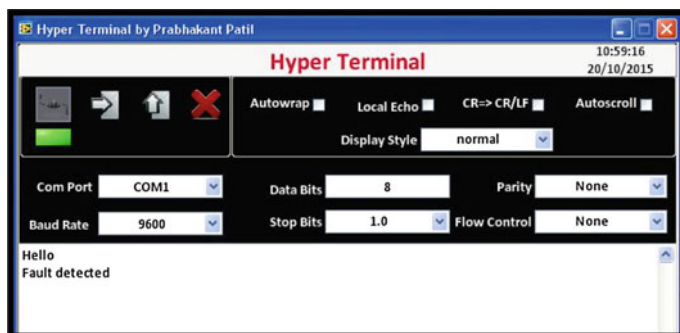 Hyper Terminal by Prabhakant Patil
Hyper Terminal
10:59:16
20/10/2015
Autowrap
Local Echo
CR=> CR/LF
Autoscroll
Display Style
normal
Com Port
COM1
Data Bits
8
Parity
None
Baud Rate
9600
Stop Bits
1.0
Flow Control
None
Hello
Fault detected